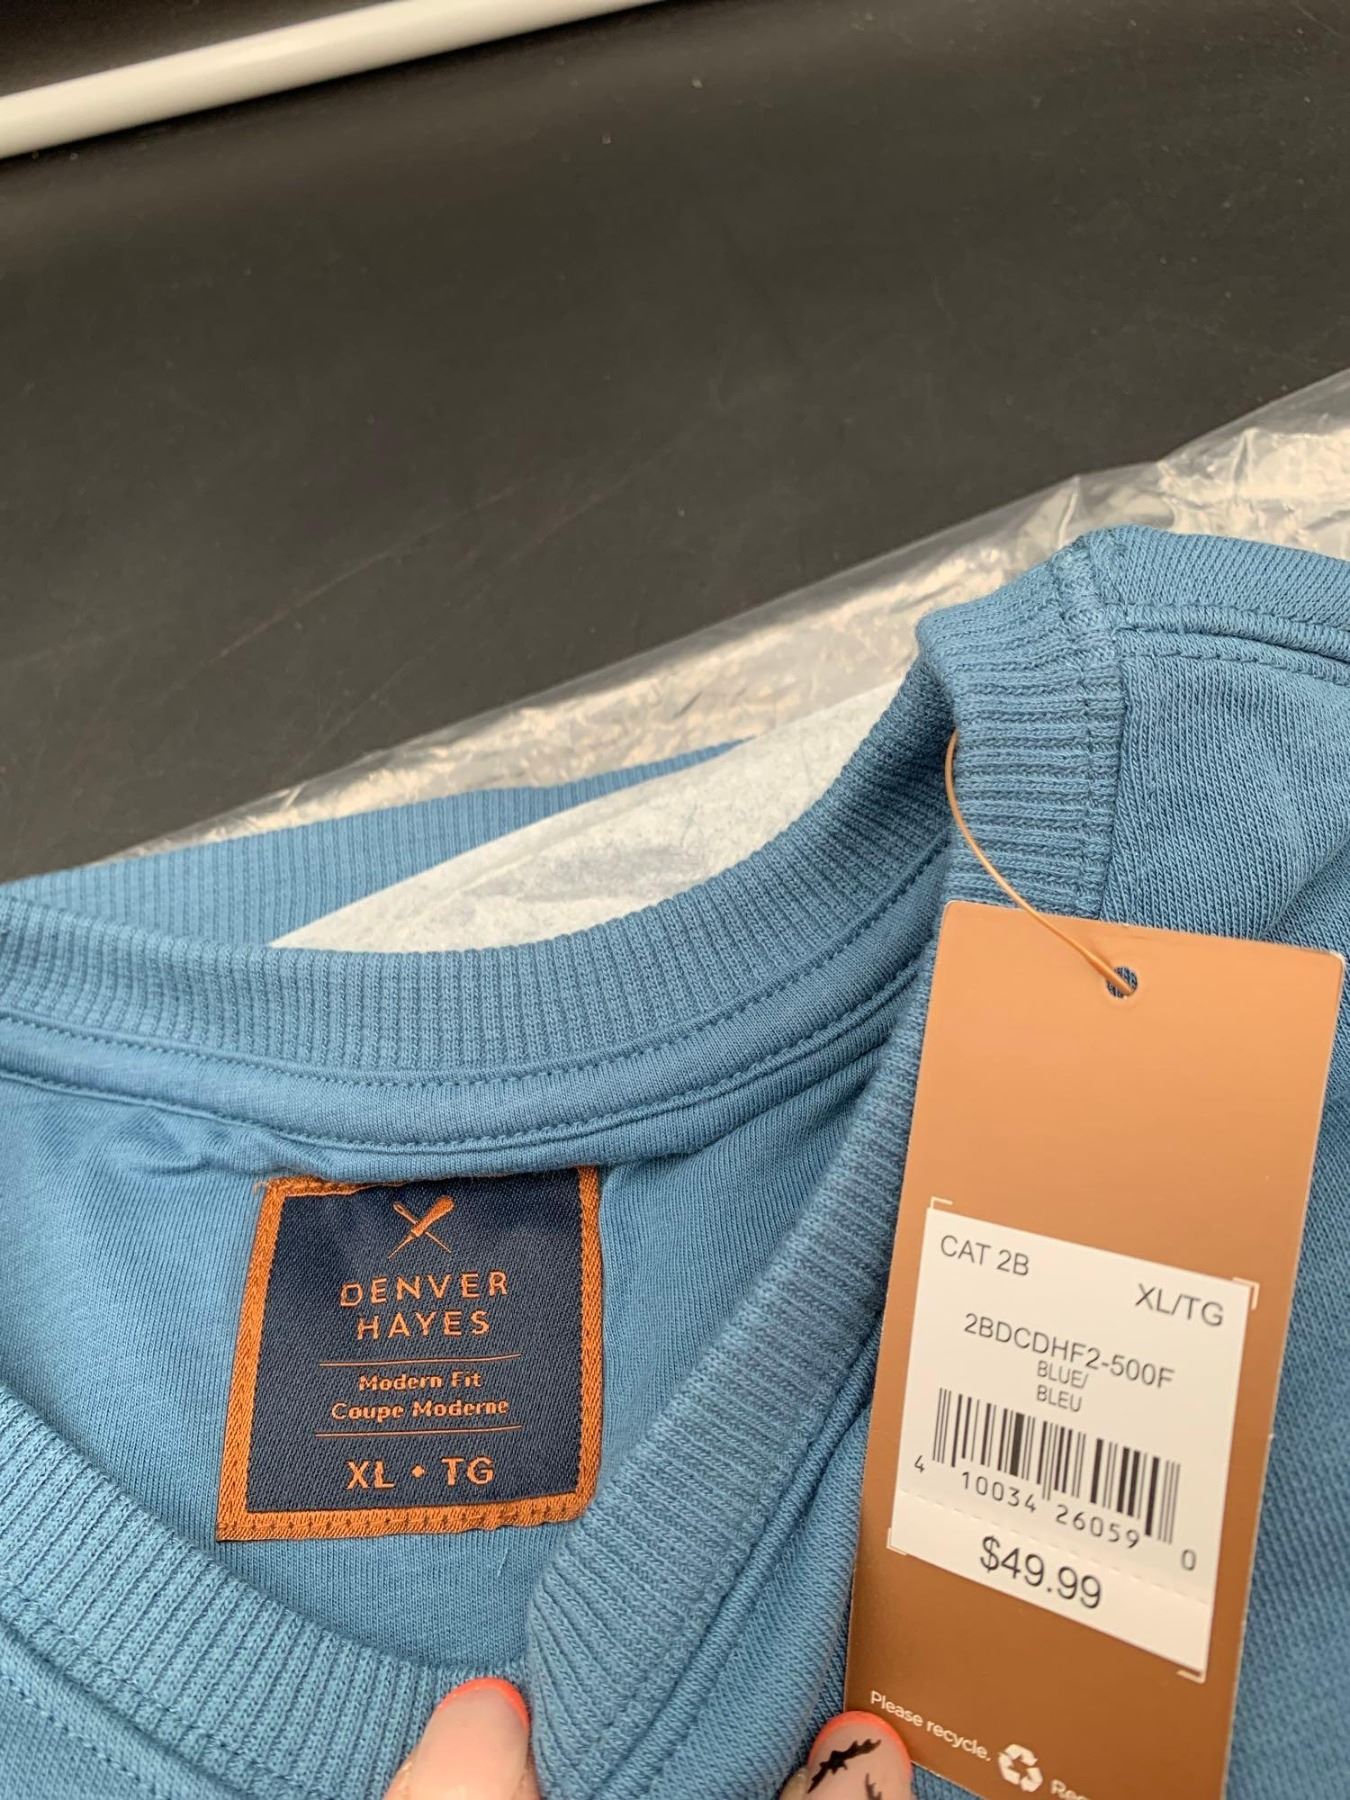 DENVER
HAYES
Modern Fit
Coupe Moderne
XL • TG
CAT 2B
XL/TG
2BDCDHF2-500F
BLUE/
BLEU
4 10034 26059 0
$49.99
Please recycle.